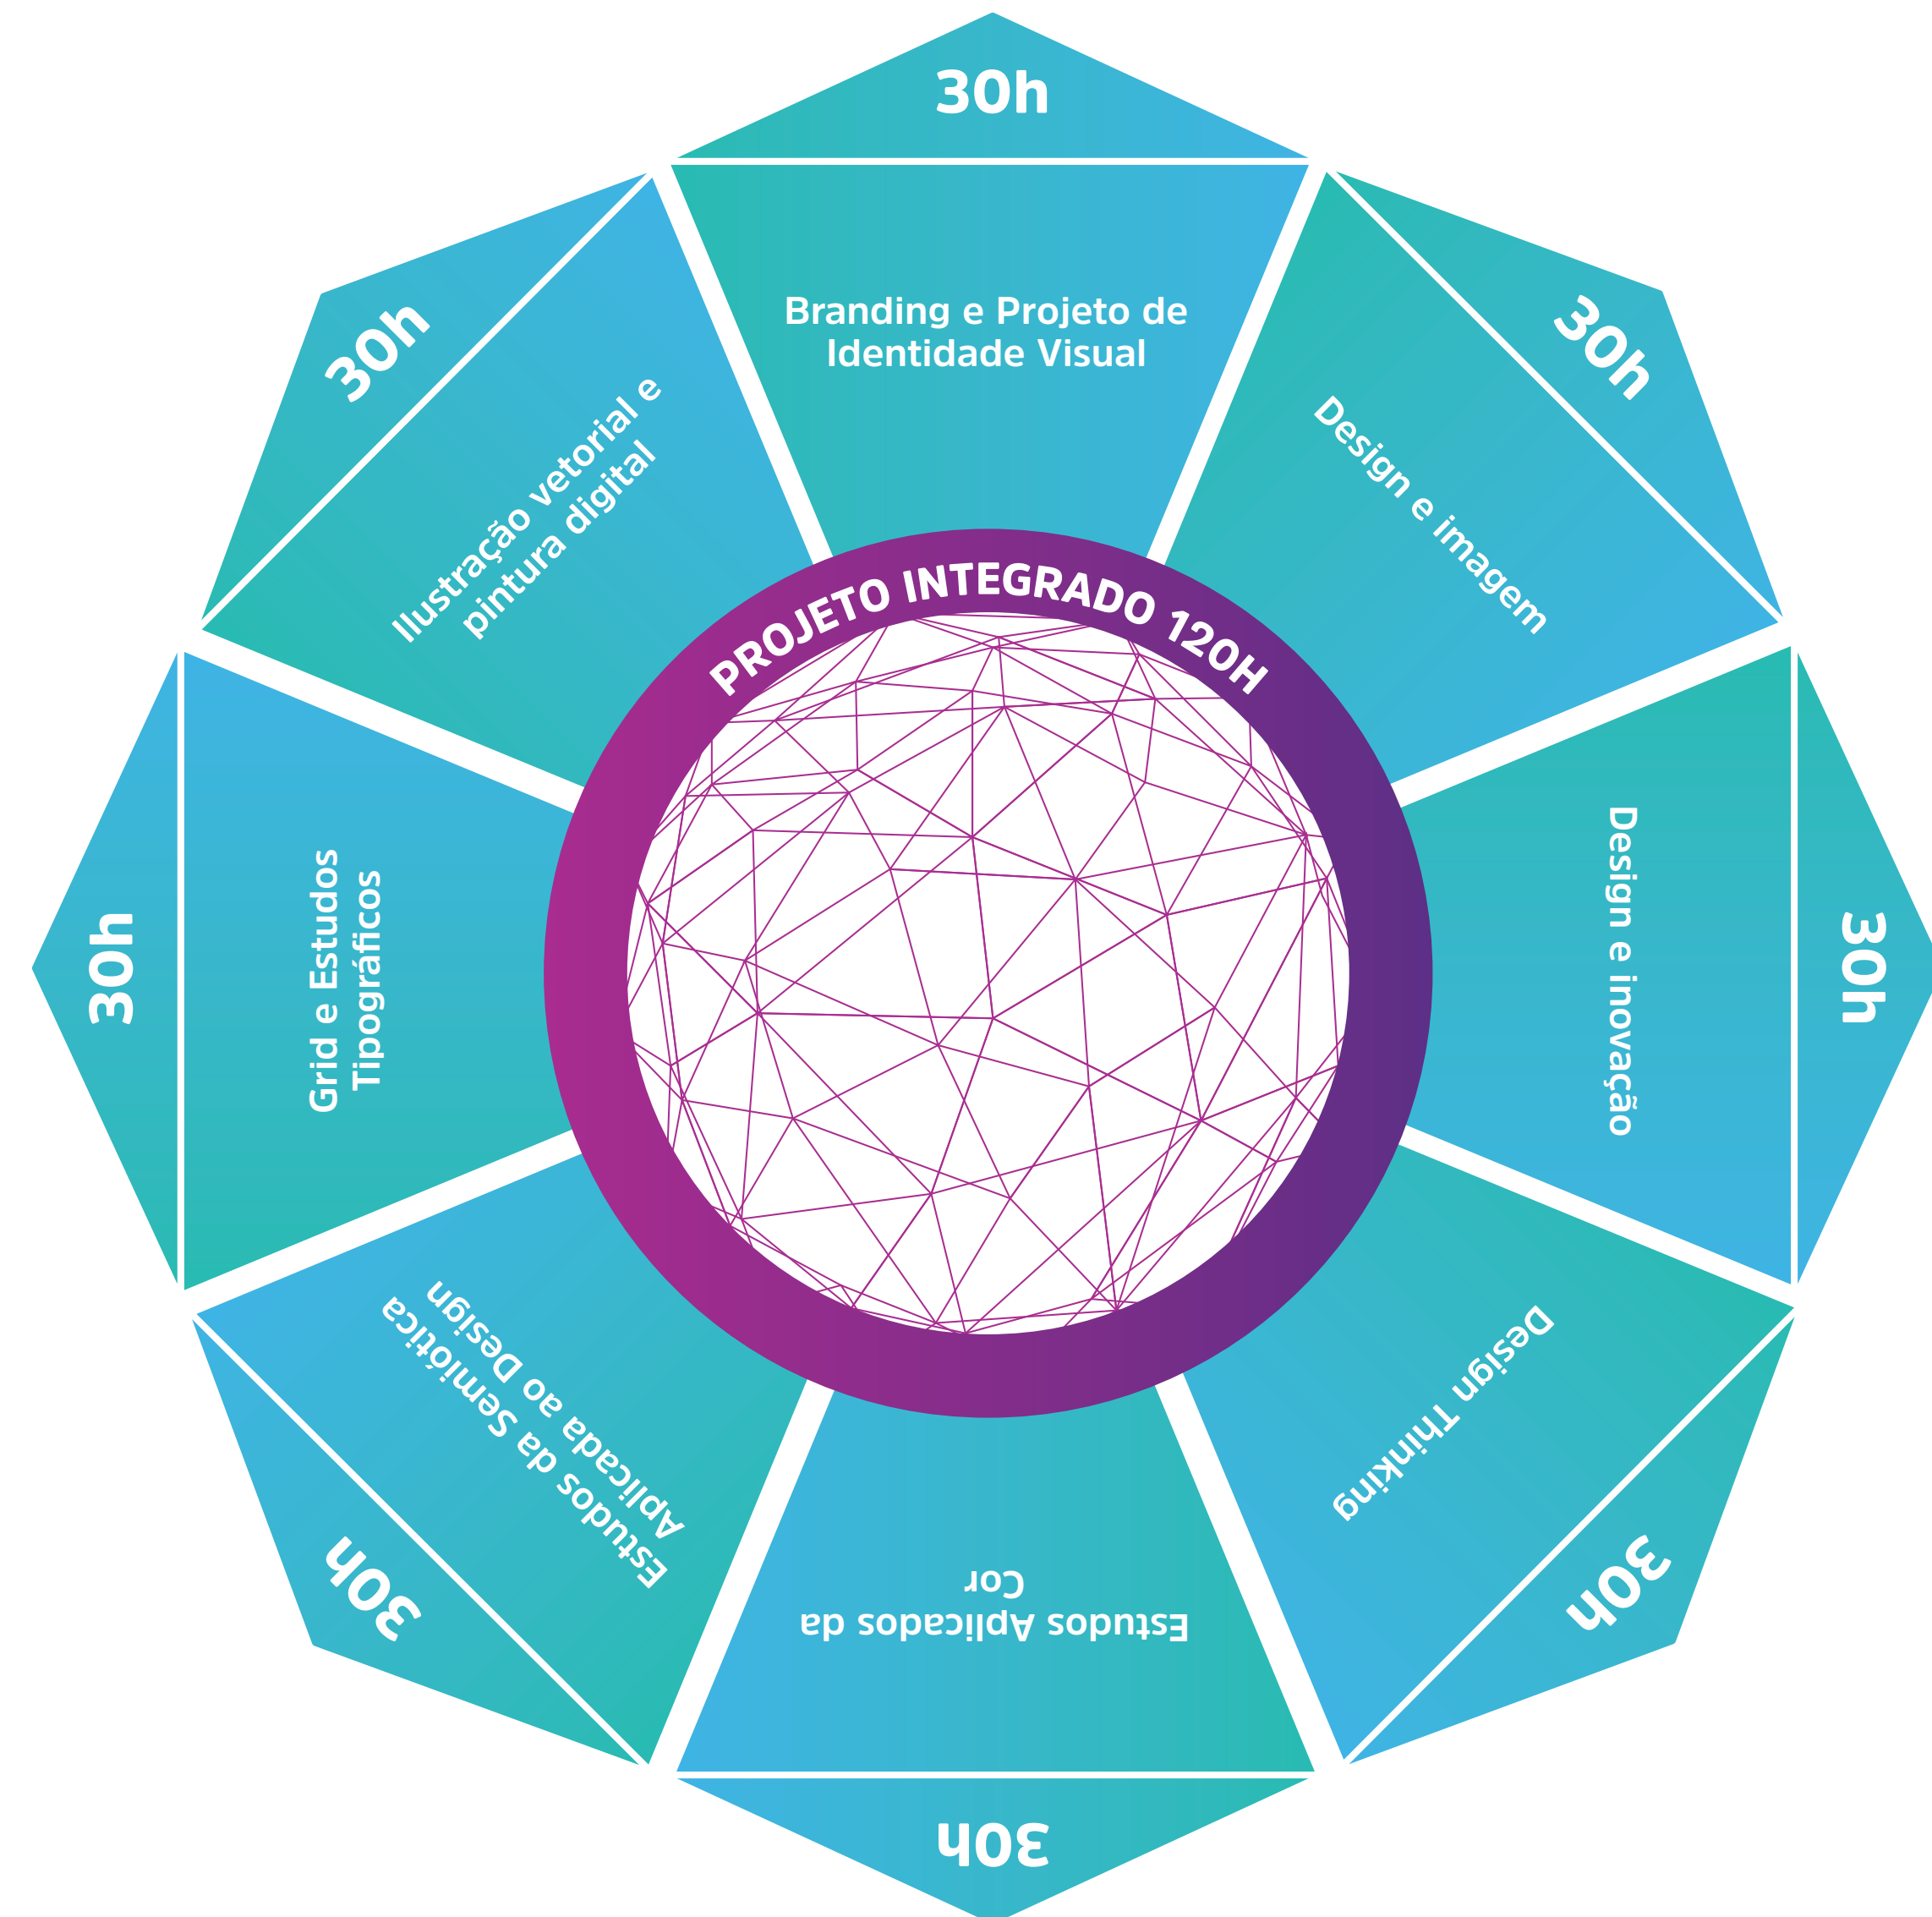 30h
Branding e Projeto de
Identidade Visual
30h
Design e imagem
30h
Design e inovação
30h
Design Thinking
30h
Estudos Aplicados da
Cor
30h
Estudos da Semiótica
Aplicada ao Design
30h
Grid e Estudos
Tipográficos
30h
Ilustração vetorial e
pintura digital
PROJETO INTEGRADO 120H